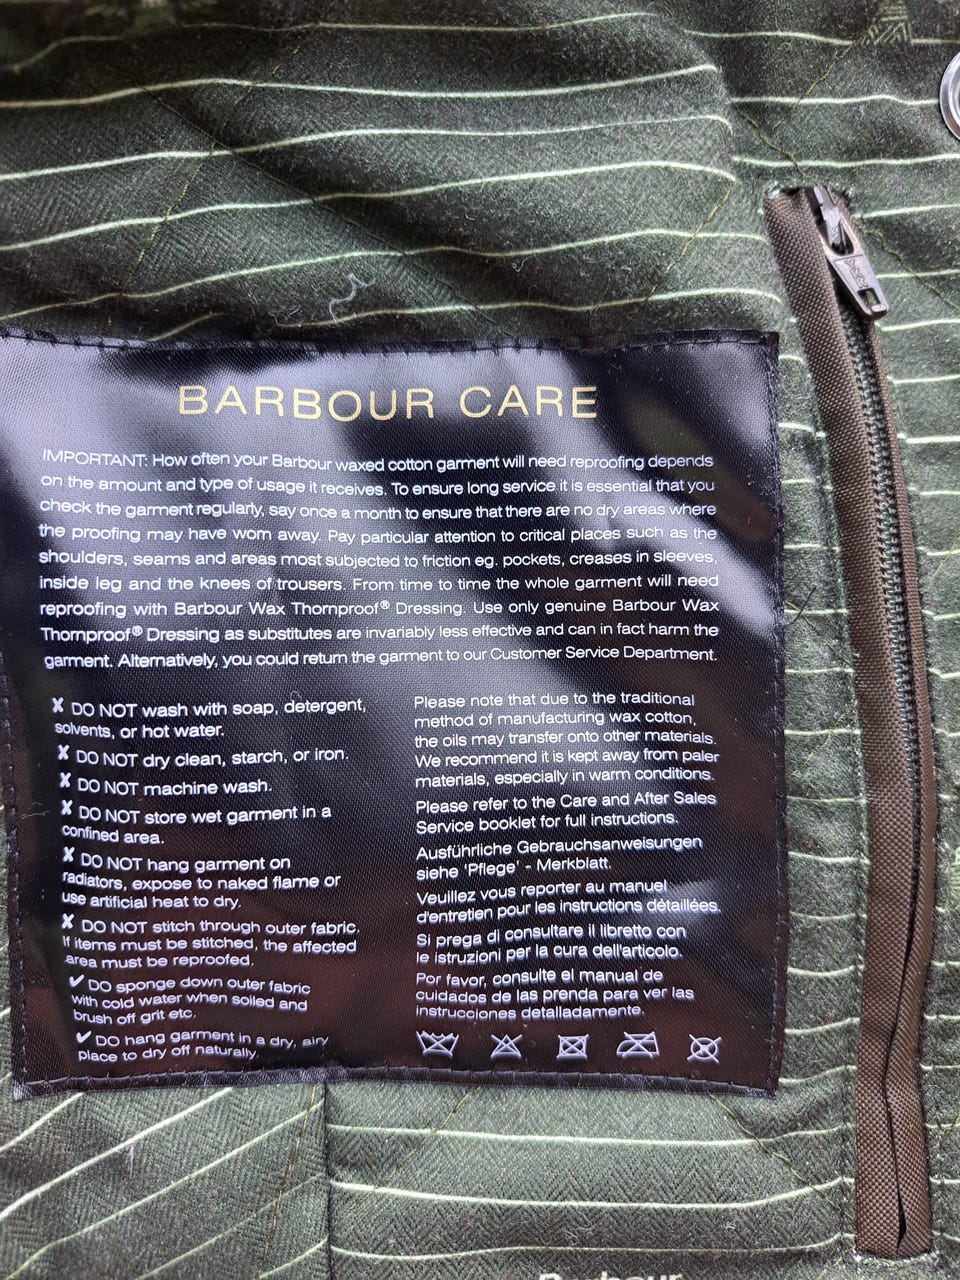 BARBOUR CARE
IMPORTANT: How often your Barbour waxed cotton garment will need reproofing depends
on the amount and type of usage it receives. To ensure long service it is essential that you
check the garment regularly, say once a month to ensure that there are no dry areas where
the proofing may have worn away. Pay particular attention to critical places such as the
shoulders, seams and areas most subjected to friction eg. pockets, creases in sleeves,
inside leg and the knees of trousers. From time to time the whole garment will need
reproofing with Barbour Wax Thornproof® Dressing. Use only genuine Barbour Wax
Thornproof® Dressing as substitutes are invariably less effective and can in fact harm the
garment. Alternatively, you could return the garment to our Customer Service Department.
✘ DO NOT wash with soap, detergent,
solvents, or hot water.
✘ DO NOT dry clean, starch, or iron.
✘ DO NOT machine wash.
✘ DO NOT store wet garment in a
confined area.
✘ DO NOT hang garment on
radiators, expose to naked flame or
use artificial heat to dry.
✘ DO NOT stitch through outer fabric.
If items must be stitched, the affected
area must be reproofed.
✔ DO sponge down outer fabric
with cold water when soiled and
brush off grit etc.
✔ DO hang garment in a dry, airy
place to dry off naturally.
Please note that due to the traditional
method of manufacturing wax cotton,
the oils may transfer onto other materials.
We recommend it is kept away from paler
materials, especially in warm conditions.
Please refer to the Care and After Sales
Service booklet for full instructions.
Ausführliche Gebrauchsanweisungen
siehe 'Pflege' - Merkblatt.
Veuillez vous reporter au manuel
d'entretien pour les instructions détaillées.
Si prega di consultare il libretto con
le istruzioni per la cura dell'articolo.
Por favor, consulte el manual de
cuidados de las prenda para ver las
instrucciones detalladamente.
Barbour